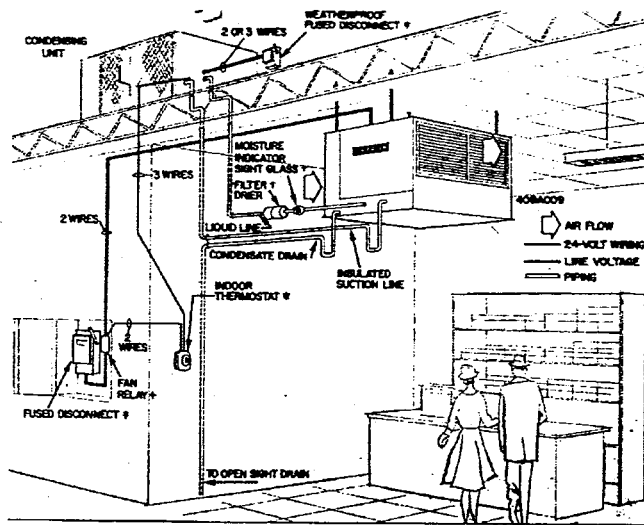 WEATHERPROOF
FUSED DISCONNECT *
2 OR 3 WIRES
CONDENSING
UNIT
MOISTURE
INDICATOR
SIGHT GLASS †
3 WIRES
FILTER †
DRIER
2 WIRES
LIQUID LINE
CONDENSATE DRAIN
INSULATED
SUCTION LINE
40BA009
AIR FLOW
24-VOLT WIRING
LINE VOLTAGE
PIPING
INDOOR
THERMOSTAT *
2
WIRES
FAN
RELAY +
FUSED DISCONNECT *
TO OPEN SIGHT DRAIN